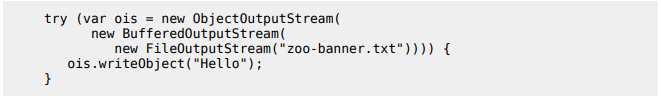 try (var ois = new ObjectOutputStream(
new BufferedOutputStream(
new FileOutputStream("zoo-banner.txt")))) {
ois.writeObject("Hello");
}